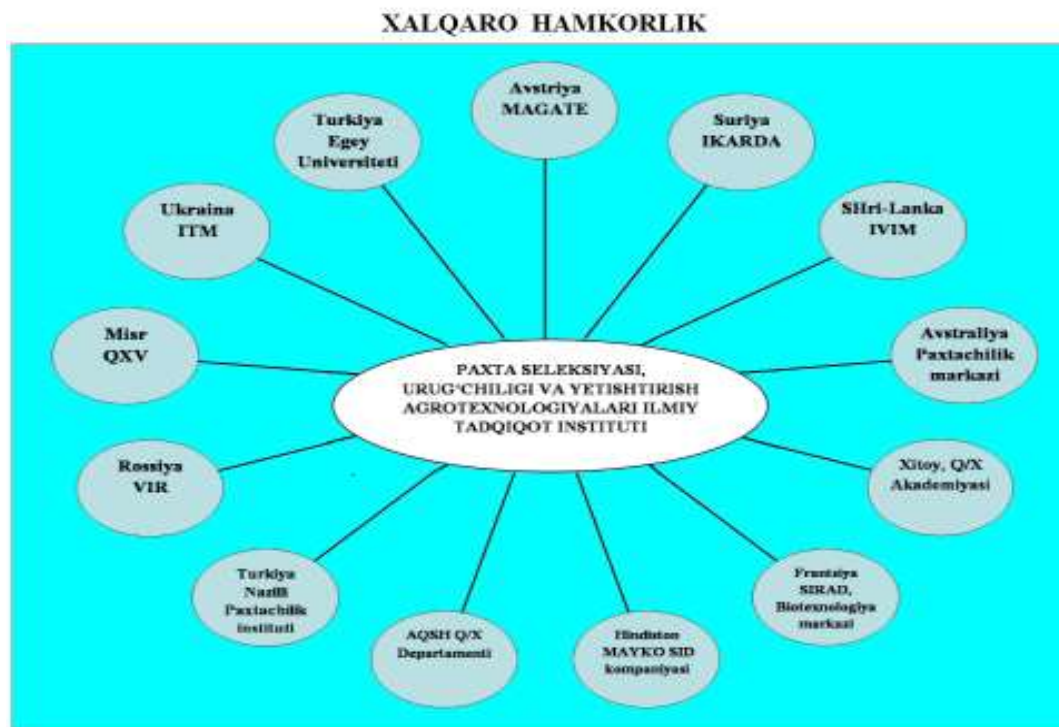 XALQARO HAMKORLIK
Avstriya
MAGATE
Suriya
IKARDA
SHri-Lanka
IVIM
Avstraliya
Paxtachilik
markazi
Xitoy, Q/X
Akademiyasi
Frantsiya
SIRAD,
Biotexnologiya
markazi
Hindiston
MAYKO SID
kompaniyasi
AQSH Q/X
Departamenti
Turkiya
Nazili
Paxtachilik
instituti
Rossiya
VIR
Misr
QXV
Ukraina
ITM
Turkiya
Egey
Universiteti
PAXTA SELEKSIYASI,
URUG‘CHILIGI VA YETISHTIRISH
AGROTEXNOLOGIYALARI ILMIY
TADQIQOT INSTITUTI